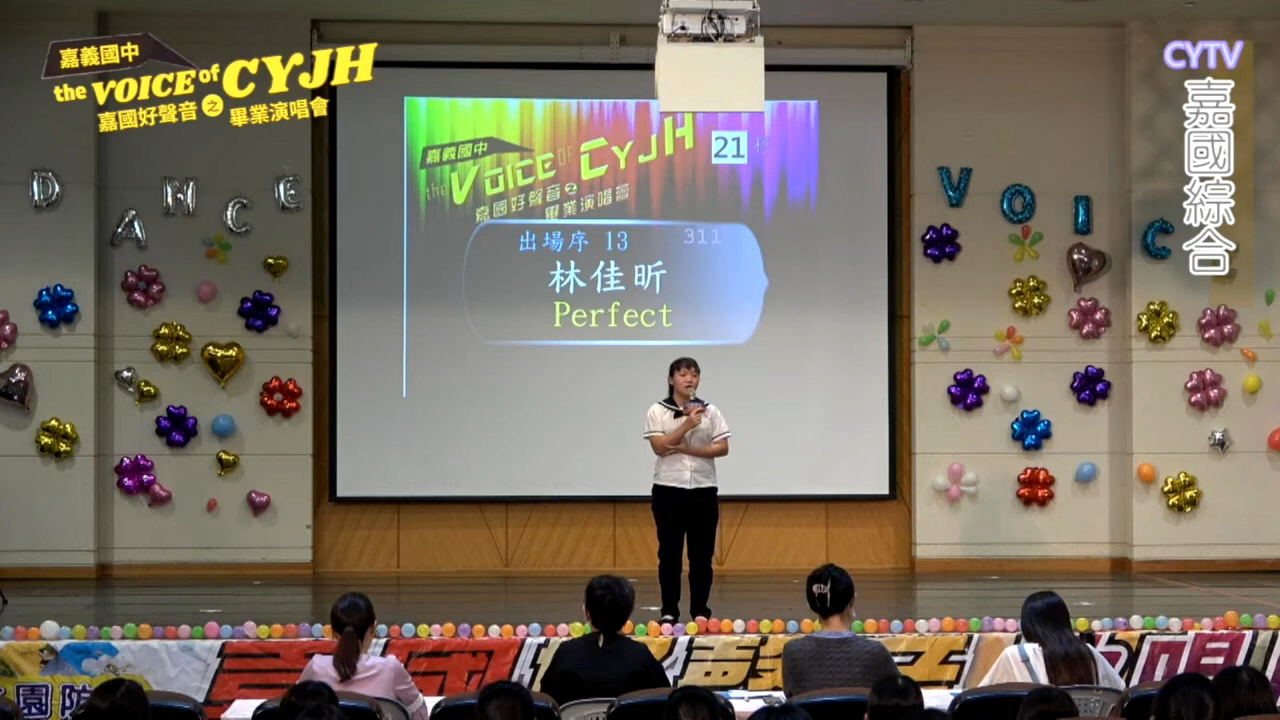 嘉義國中
the VOICE of CYJH
嘉國好聲音之畢業演唱會
CYTV
嘉國綜合
嘉義國中
the VOICE OF CYJH
嘉國好聲音之
畢業演唱會
21 秒
出場序 13
311
林佳昕
Perfect
DANCE
VOIC